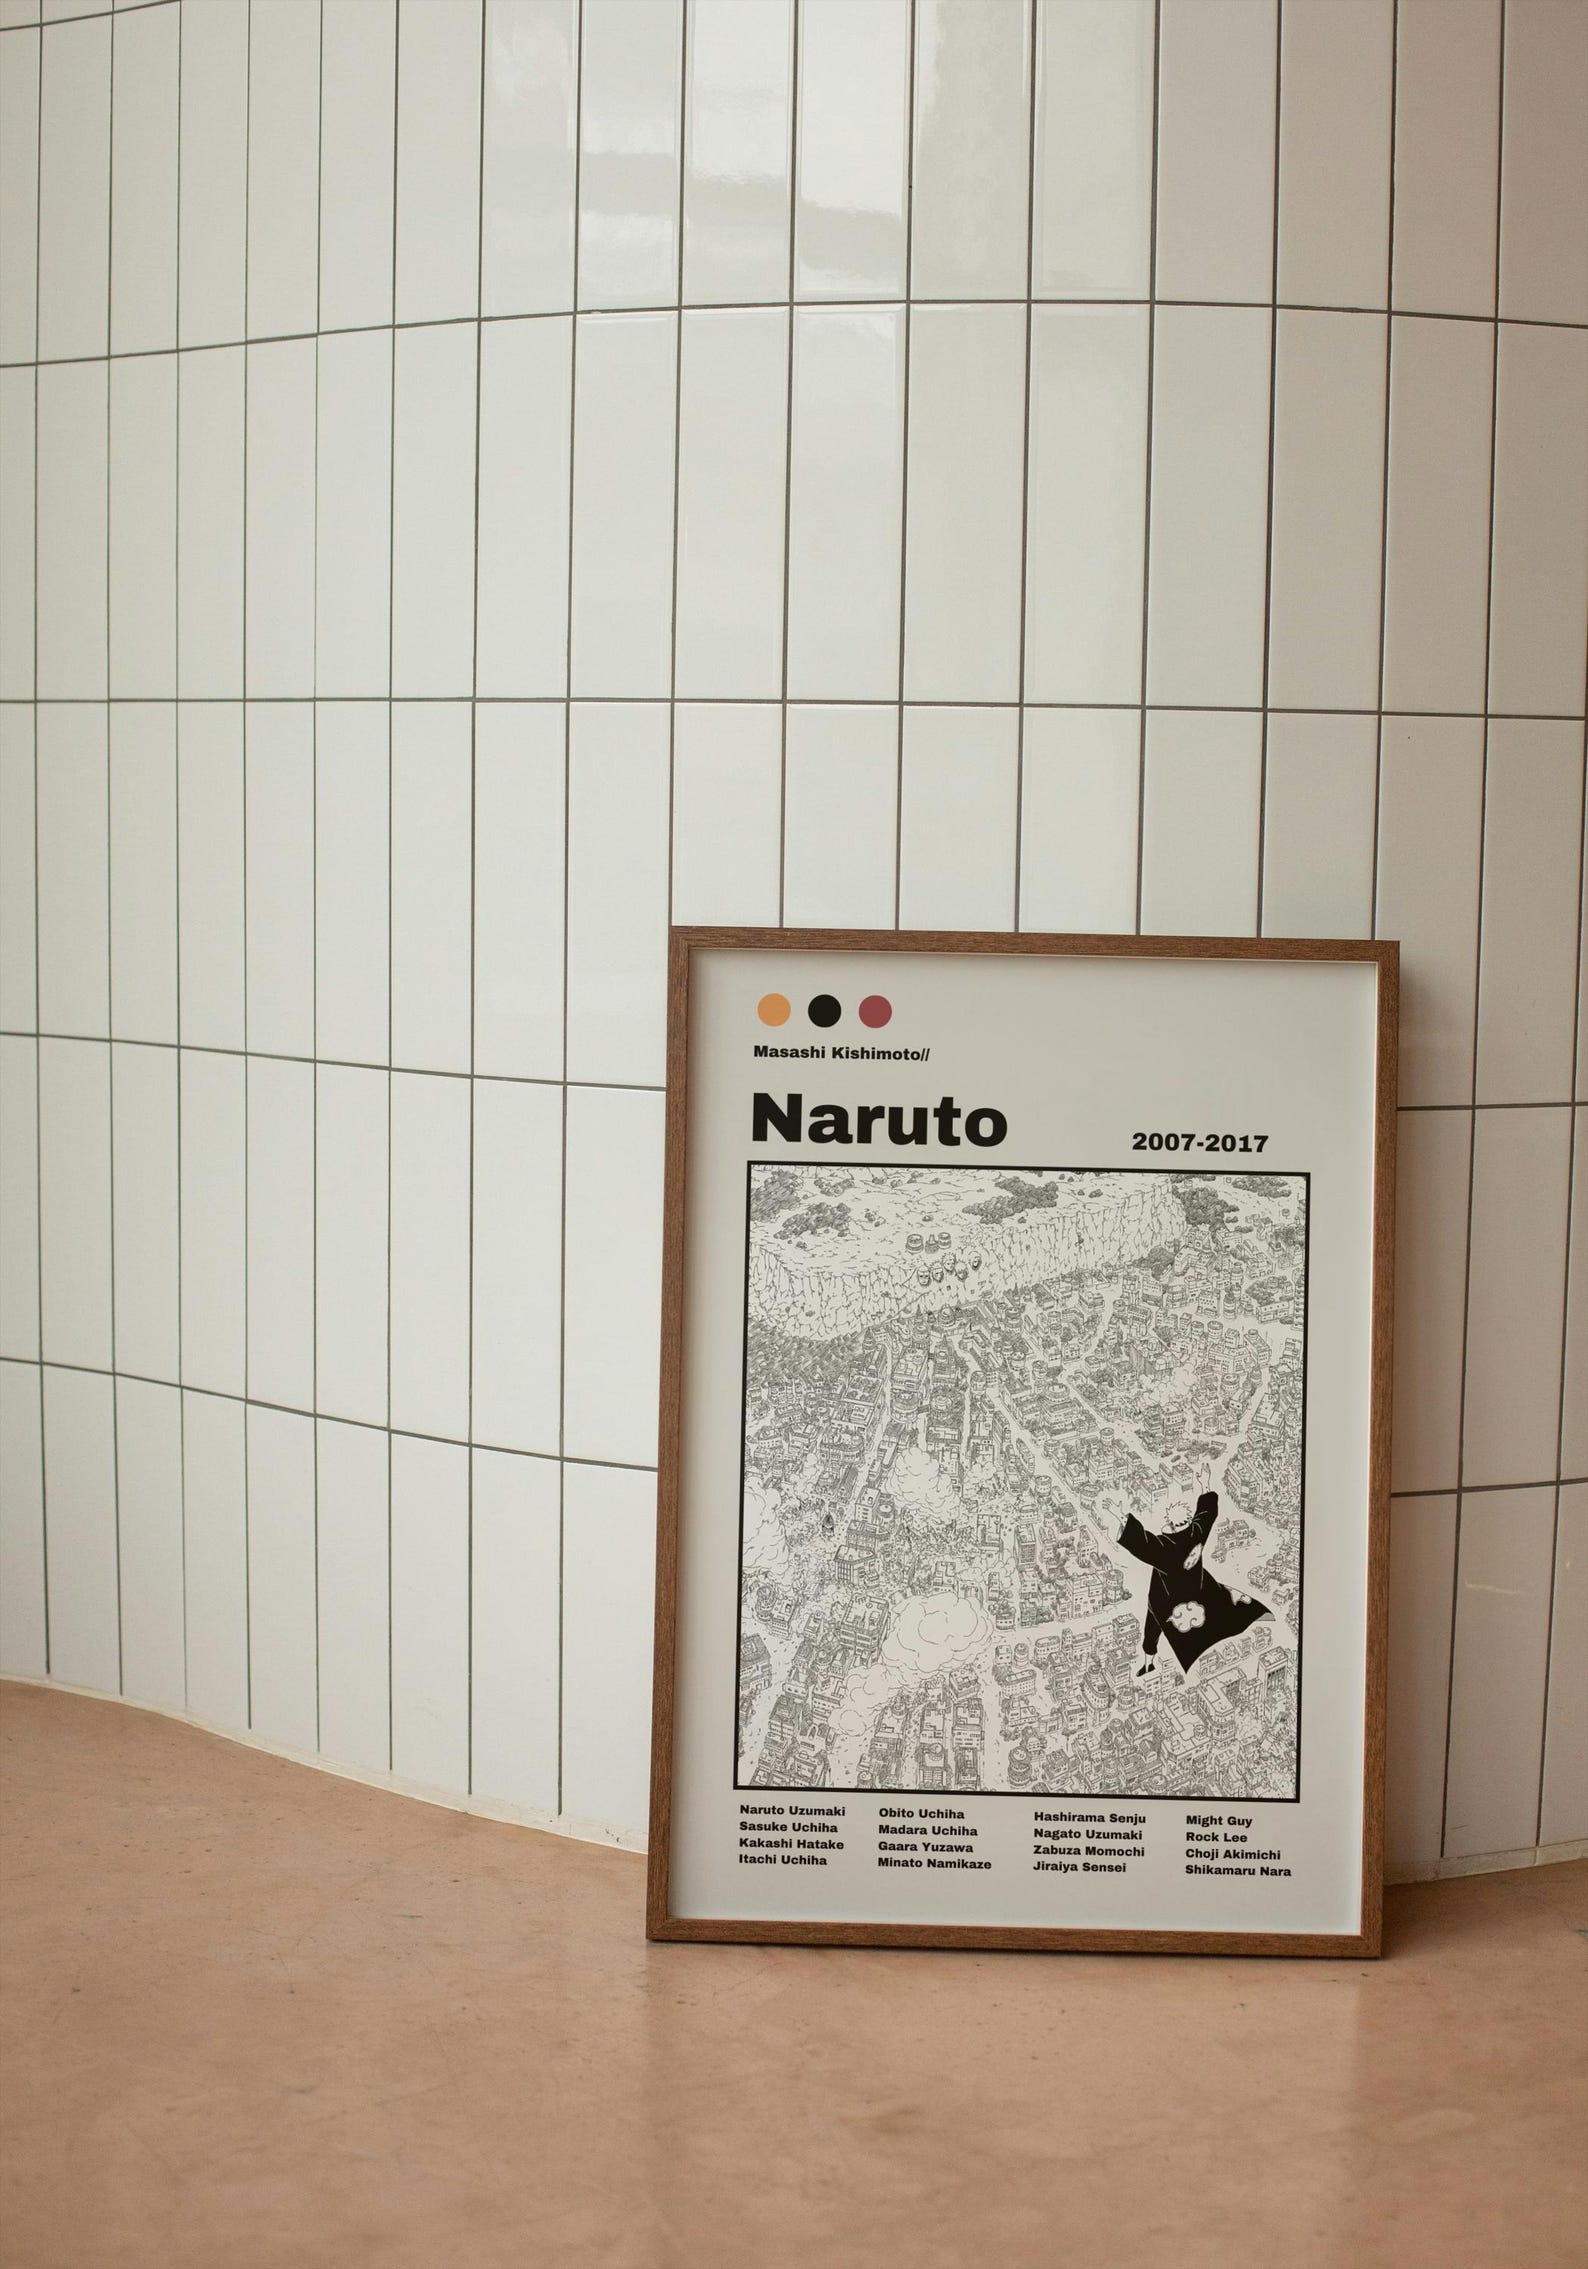 Masashi Kishimoto//
Naruto
2007-2017
Naruto Uzumaki
Sasuke Uchiha
Kakashi Hatake
Itachi Uchiha
Obito Uchiha
Madara Uchiha
Gaara Yuzawa
Minato Namikaze
Hashirama Senju
Nagato Uzumaki
Zabuza Momochi
Jiraiya Sensei
Might Guy
Rock Lee
Choji Akimichi
Shikamaru Nara